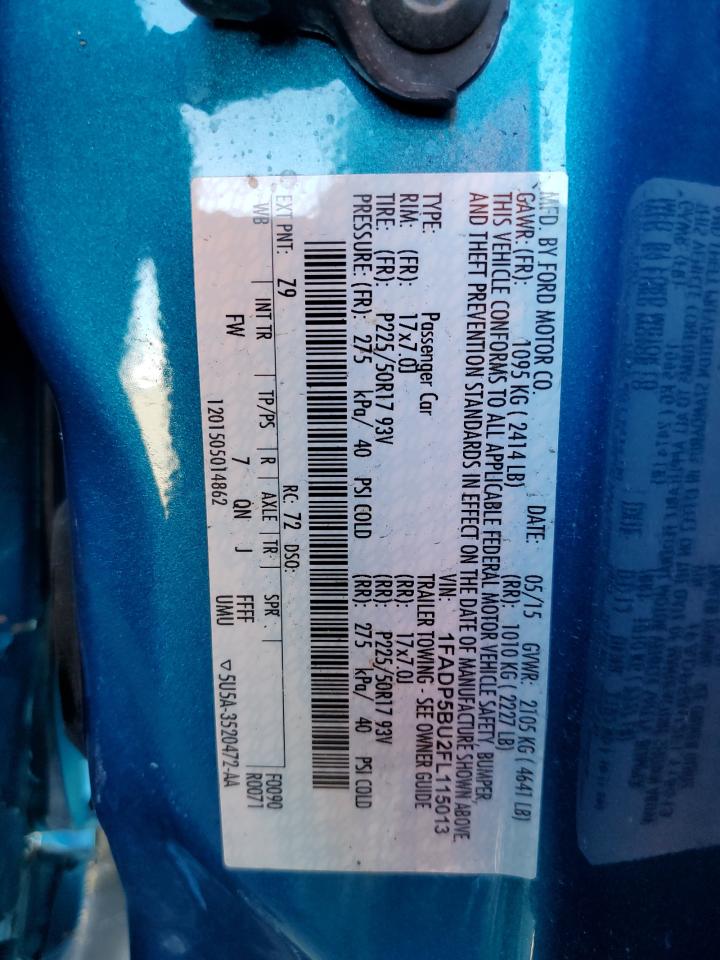 MFD. BY FORD MOTOR CO. DATE: 05/15 GVWR: 2105 KG ( 4641 LB)
GAWR: (FR): 1095 KG ( 2414 LB) (RR): 1010 KG ( 2227 LB)
THIS VEHICLE CONFORMS TO ALL APPLICABLE FEDERAL MOTOR VEHICLE SAFETY, BUMPER,
AND THEFT PREVENTION STANDARDS IN EFFECT ON THE DATE OF MANUFACTURE SHOWN ABOVE.
VIN: 1FADP5BU2FL115013
TYPE: Passenger Car TRAILER TOWING - SEE OWNER GUIDE
RIM: (FR): 17x7.0J (RR): 17x7.0J
TIRE: (FR): P225/50R17 93V (RR): P225/50R17 93V
PRESSURE: (FR): 275 kPa/ 40 PSI COLD (RR): 275 kPa/ 40 PSI COLD
EXT PNT: Z9 RC: 72 DSO: F0090
WB INT TR TP/PS R AXLE TR SPR R0071
FW 7 QN J FFFF
UMU
1201505014862 ▽5U5A-3520472-AA